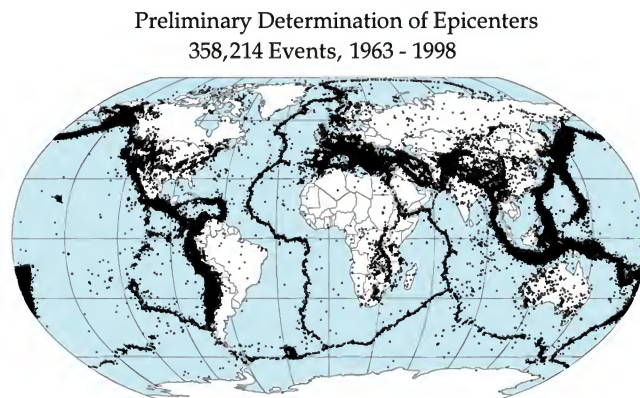 Preliminary Determination of Epicenters
358,214 Events, 1963 - 1998